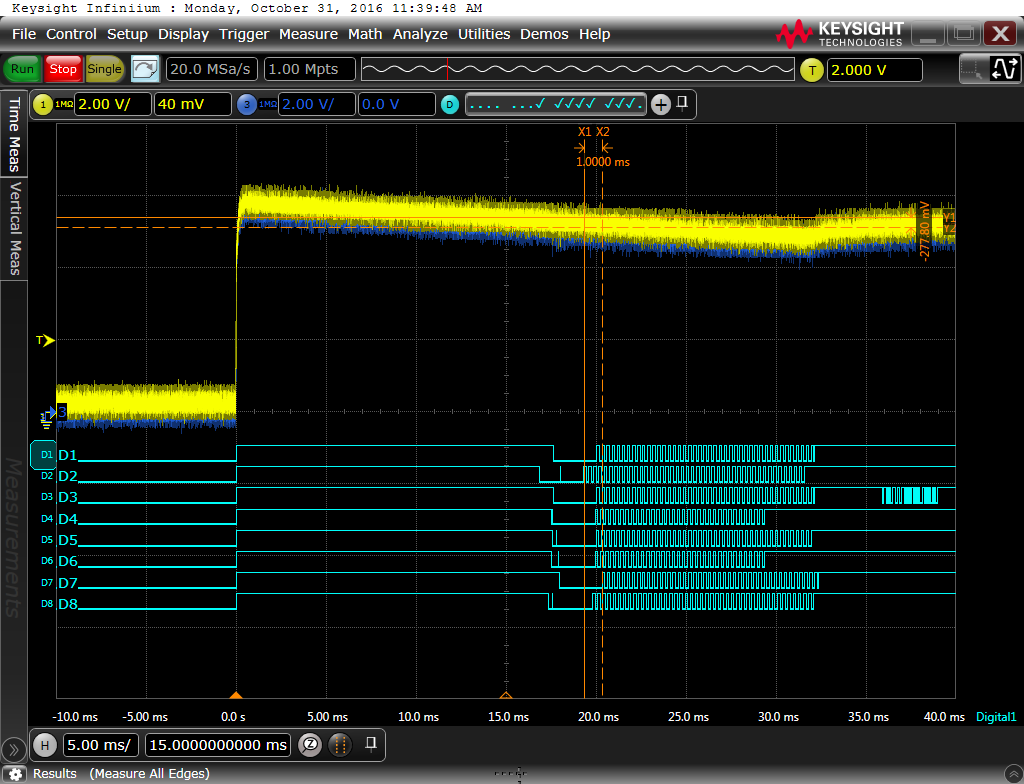 Keysight Infiniium : Monday, October 31, 2016 11:39:48 AM
File Control Setup Display Trigger Measure Math Analyze Utilities Demos Help
KEYSIGHT
TECHNOLOGIES
Run Stop Single 20.0 MSa/s 1.00 Mpts T 2.000 V
1 1MΩ 2.00 V/ 40 mV 3 1MΩ 2.00 V/ 0.0 V D
Time Meas
Vertical Meas
Measurements
X1 X2
1.0000 ms
Y1
Y2
-277.80 mV
T
3
D1 D1
D2 D2
D3 D3
D4 D4
D5 D5
D6 D6
D7 D7
D8 D8
-10.0 ms -5.00 ms 0.0 s 5.00 ms 10.0 ms 15.0 ms 20.0 ms 25.0 ms 30.0 ms 35.0 ms 40.0 ms Digital1
H 5.00 ms/ 15.0000000000 ms Z
Results (Measure All Edges)